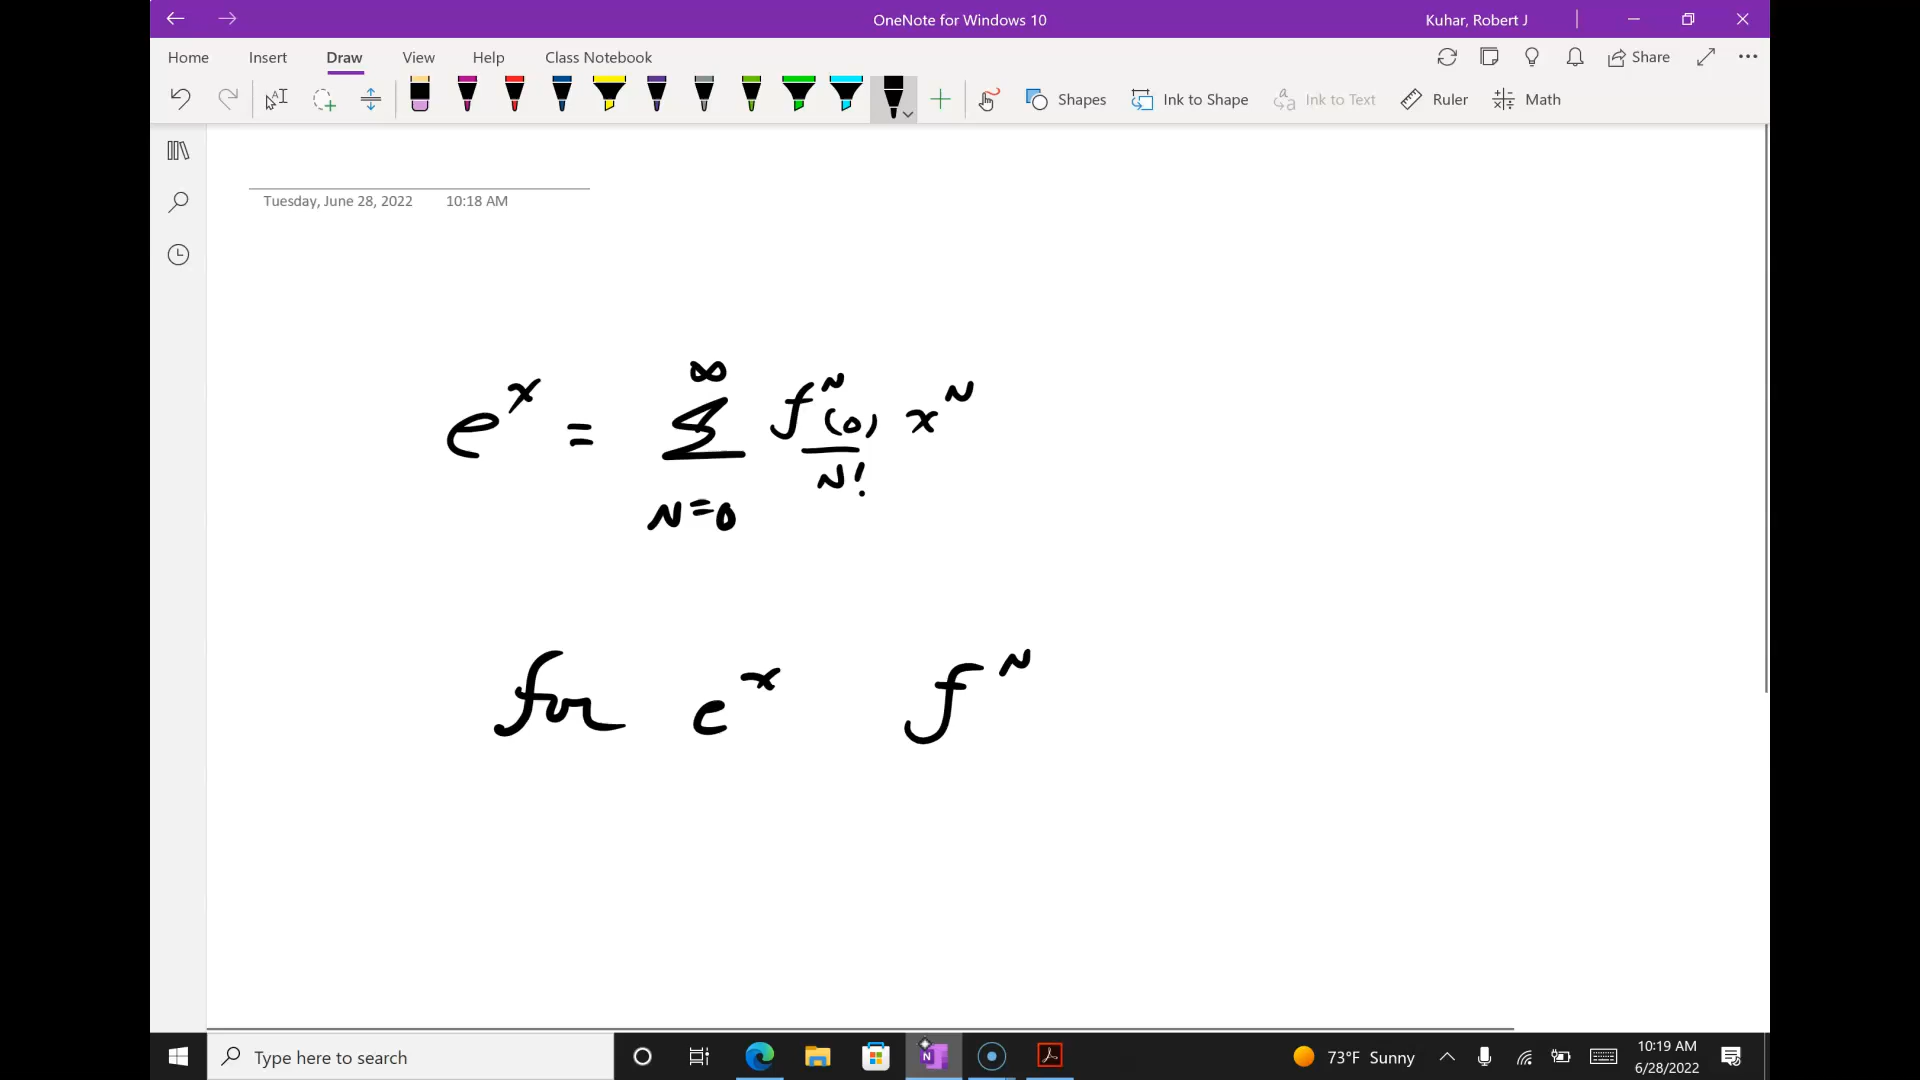 OneNote for Windows 10
Kuhar, Robert J
Home Insert Draw View Help Class Notebook
Share
Shapes Ink to Shape Ink to Text Ruler Math
Tuesday, June 28, 2022 10:18 AM
e^x = ∑_{N=0}^{∞} \frac{f^N(0)}{N!} x^N
for e^x f^N
Type here to search
73°F Sunny
10:19 AM
6/28/2022